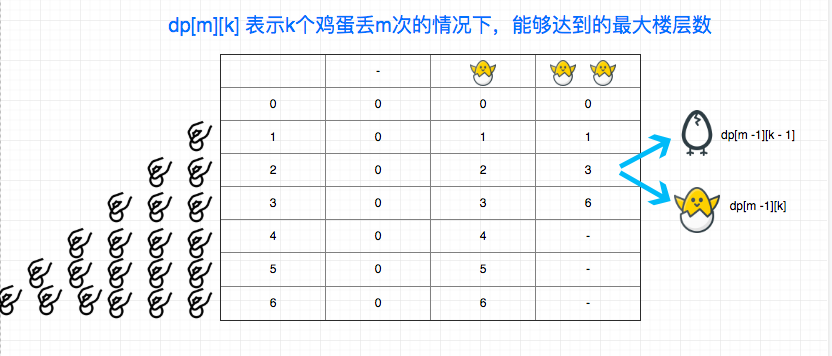 dp[m][k] 表示k个鸡蛋丢m次的情况下，能够达到的最大楼层数
-
0 0 0 0
1 0 1 1
2 0 2 3
3 0 3 6
4 0 4 -
5 0 5 -
6 0 6 -
dp[m -1][k - 1]
dp[m -1][k]